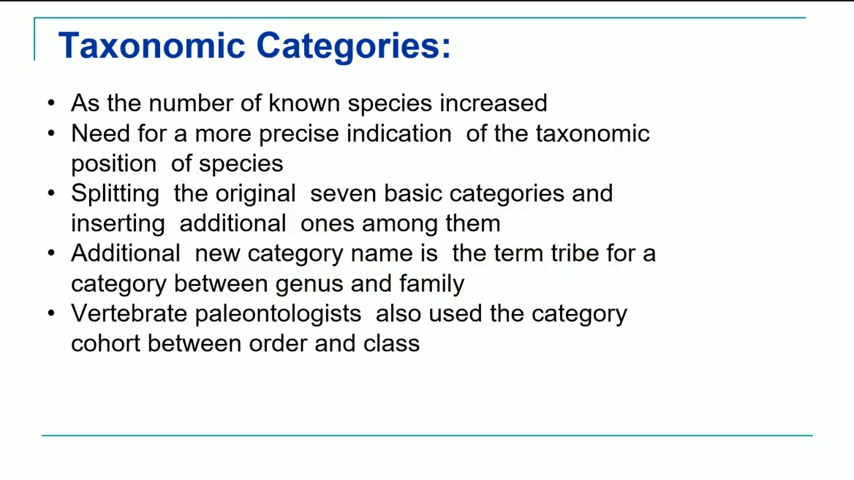 Taxonomic Categories:
• As the number of known species increased
• Need for a more precise indication of the taxonomic
position of species
• Splitting the original seven basic categories and
inserting additional ones among them
• Additional new category name is the term tribe for a
category between genus and family
• Vertebrate paleontologists also used the category
cohort between order and class